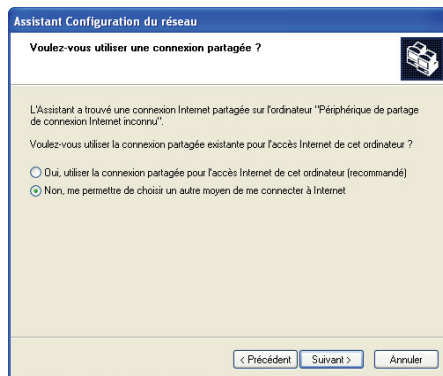 Assistant Configuration du réseau
Voulez-vous utiliser une connexion partagée ?
L'Assistant a trouvé une connexion Internet partagée sur l'ordinateur "Périphérique de partage
de connexion Internet inconnu".
Voulez-vous utiliser la connexion partagée existante pour l'accès Internet de cet ordinateur ?
Oui, utiliser la connexion partagée pour l'accès Internet de cet ordinateur (recommandé)
Non, me permettre de choisir un autre moyen de me connecter à Internet
< Précédent Suivant > Annuler